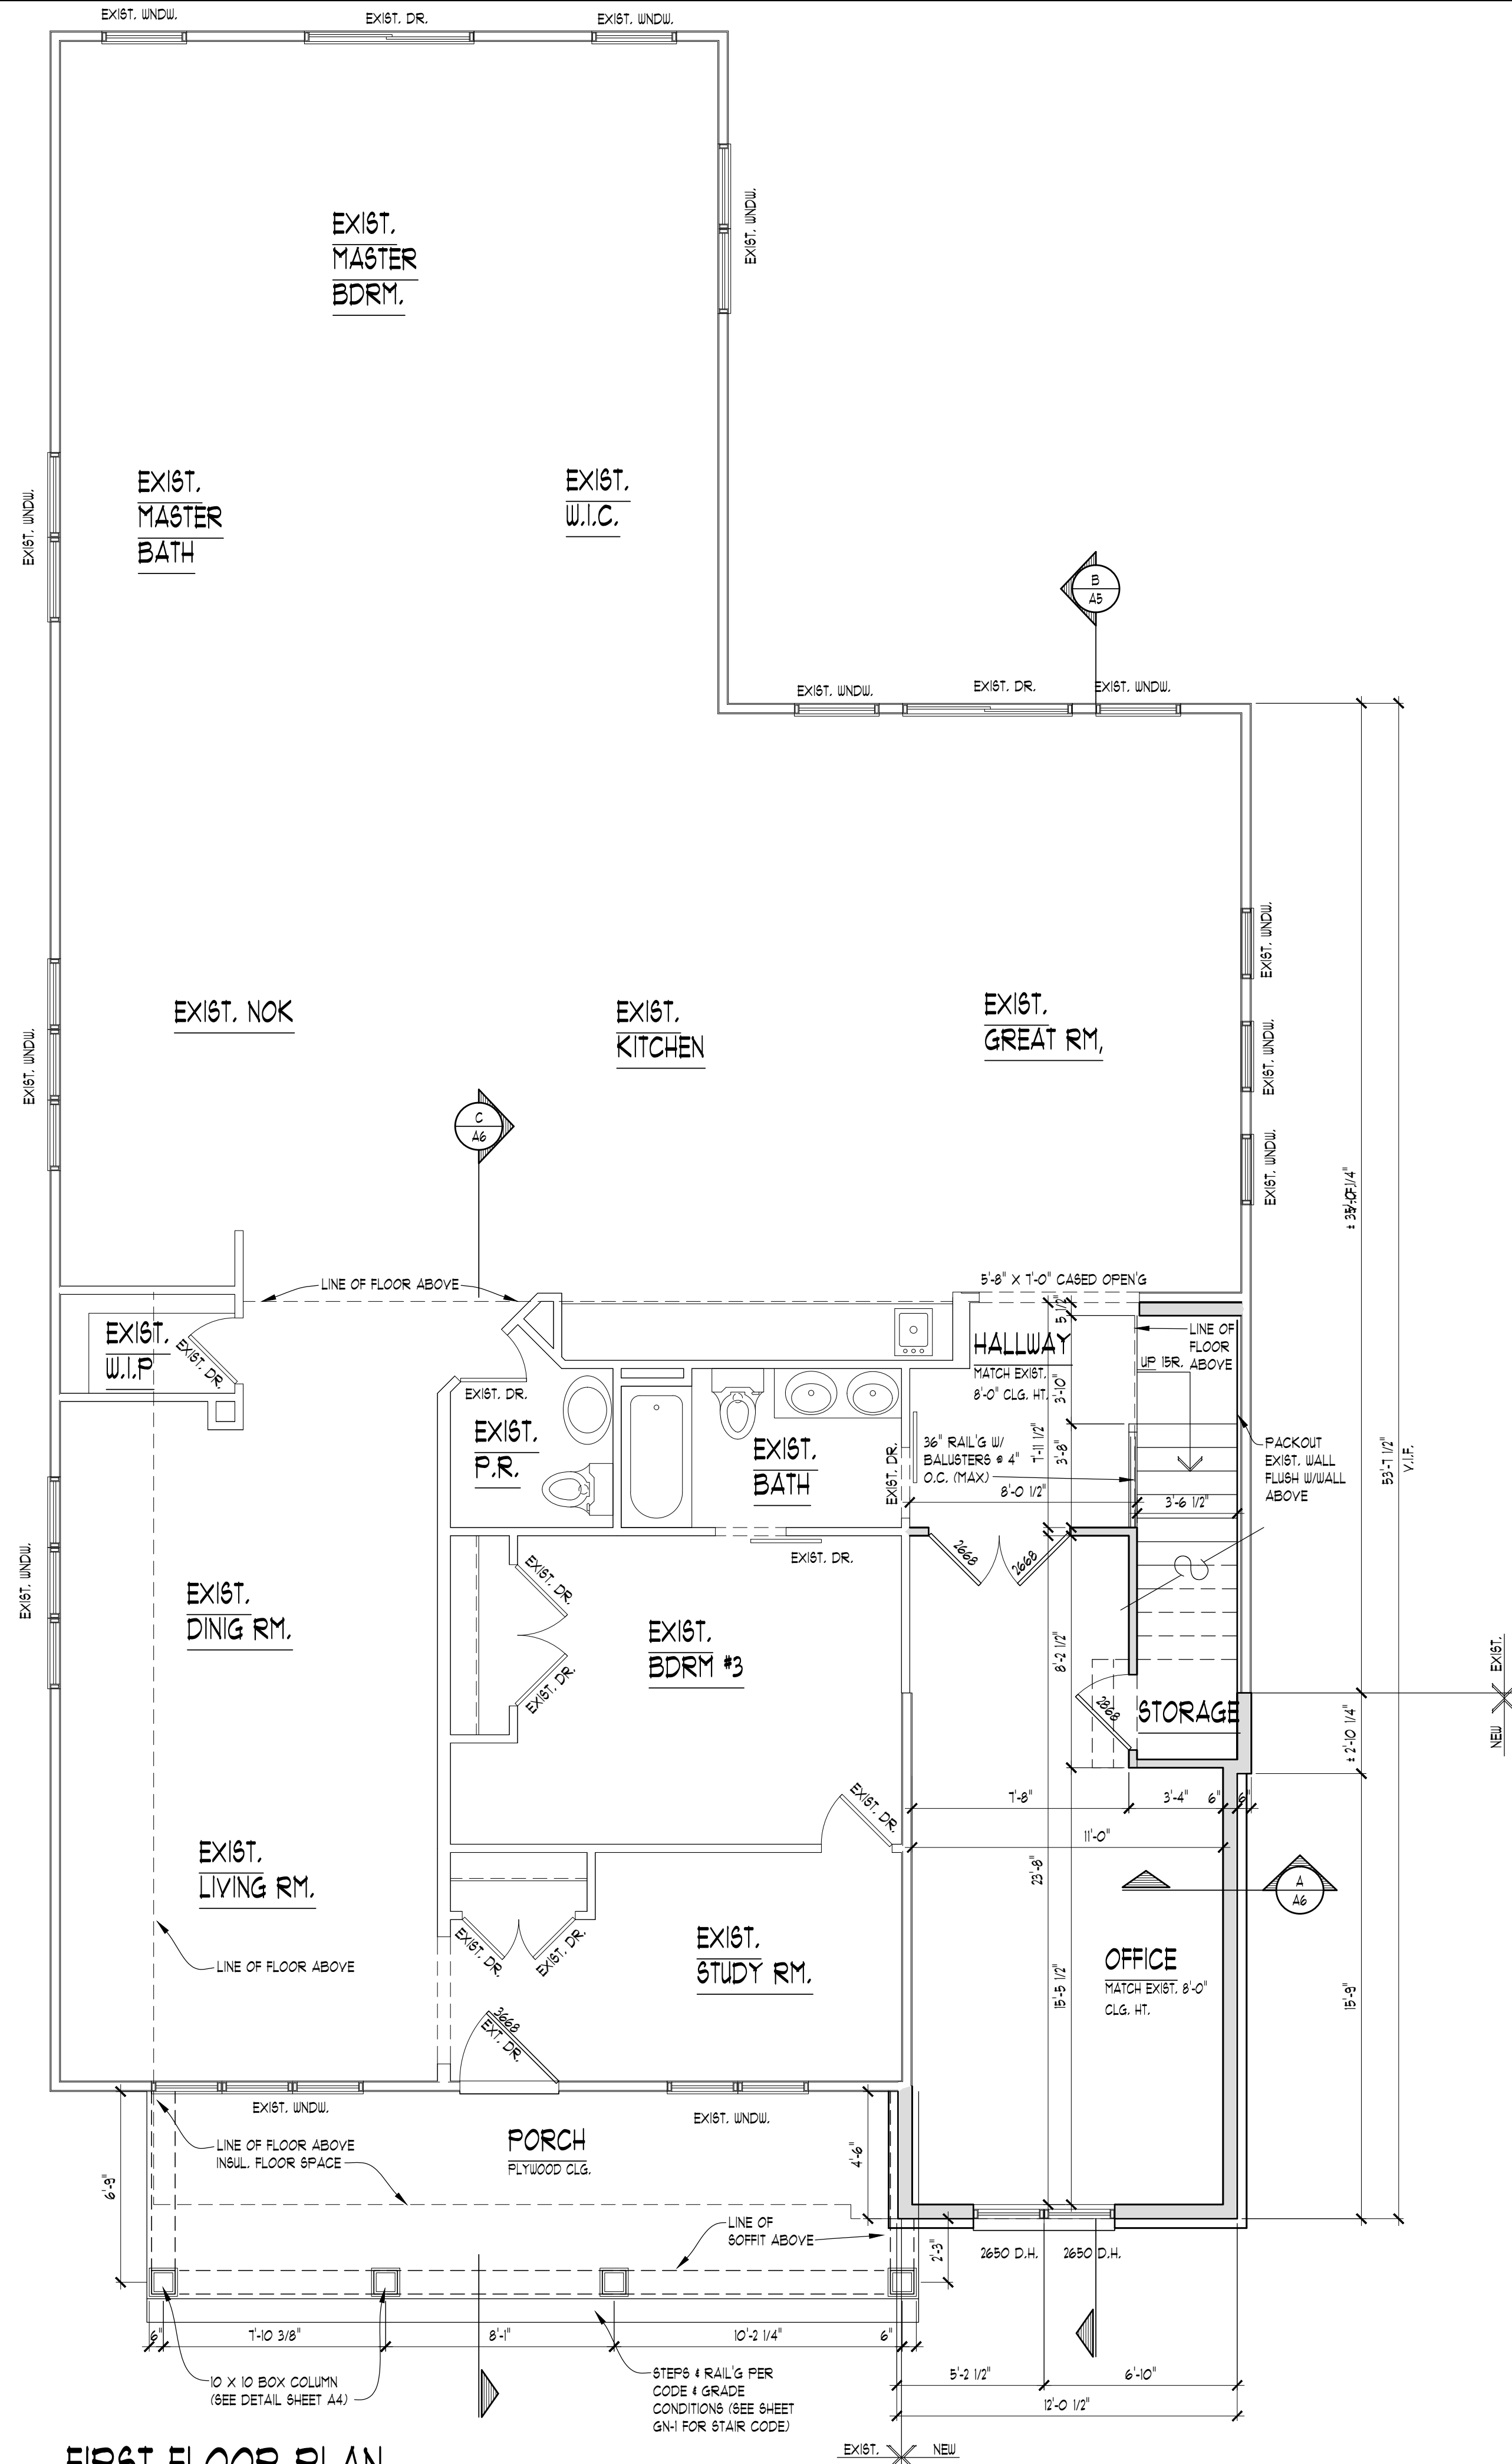 EXIST. WNDW.
EXIST. DR.
EXIST. WNDW.
EXIST.
MASTER
BDRM.
EXIST. WNDW.
EXIST.
MASTER
BATH
EXIST.
W.I.C.
EXIST. WNDW.
B
A5
EXIST. WNDW.
EXIST. DR.
EXIST. WNDW.
EXIST. NOK
EXIST.
KITCHEN
EXIST.
GREAT RM,
EXIST. WNDW.
EXIST. WNDW.
EXIST. WNDW.
EXIST. WNDW.
C
A6
53'-7 1/2"
V.I.F.
LINE OF FLOOR ABOVE
5'-8" X 7'-0" CASED OPEN'G
EXIST.
W.I.P
EXIST. DR.
EXIST. DR.
EXIST.
P.R.
EXIST.
BATH
EXIST. DR.
HALLWAY
MATCH EXIST.
8'-0" CLG. HT.
5 1/2"
3'-10"
7'-11 1/2"
3'-8"
UP 15R.
LINE OF
FLOOR
ABOVE
36" RAIL'G W/
BALUSTERS @ 4"
O.C. (MAX)
8'-0 1/2"
3'-6 1/2"
PACKOUT
EXIST. WALL
FLUSH W/WALL
ABOVE
EXIST. WNDW.
EXIST.
DINIG RM.
EXIST. DR.
EXIST. DR.
EXIST. DR.
EXIST.
BDRM #3
2668
2668
8'-2 1/2"
2868
STORAGE
± 2'-10 1/4"
EXIST.
NEW
EXIST. DR.
7'-8"
3'-4"
6"
6"
11'-0"
23'-8"
EXIST.
LIVING RM.
A
A6
EXIST. DR.
EXIST. DR.
EXIST.
STUDY RM.
LINE OF FLOOR ABOVE
3668
EXT. DR.
OFFICE
MATCH EXIST. 8'-0"
CLG. HT.
15'-5 1/2"
15'-9"
EXIST. WNDW.
EXIST. WNDW.
LINE OF FLOOR ABOVE
INSUL. FLOOR SPACE
PORCH
PLYWOOD CLG.
6'-9"
4'-6"
LINE OF
SOFFIT ABOVE
2'-3"
2650 D.H.
2650 D.H.
6"
7'-10 3/8"
8'-1"
10'-2 1/4"
6"
10 X 10 BOX COLUMN
(SEE DETAIL SHEET A4)
STEPS & RAIL'G PER
CODE & GRADE
CONDITIONS (SEE SHEET
GN-1 FOR STAIR CODE)
5'-2 1/2"
6'-10"
12'-0 1/2"
EXIST.
NEW
FIRST FLOOR PLAN